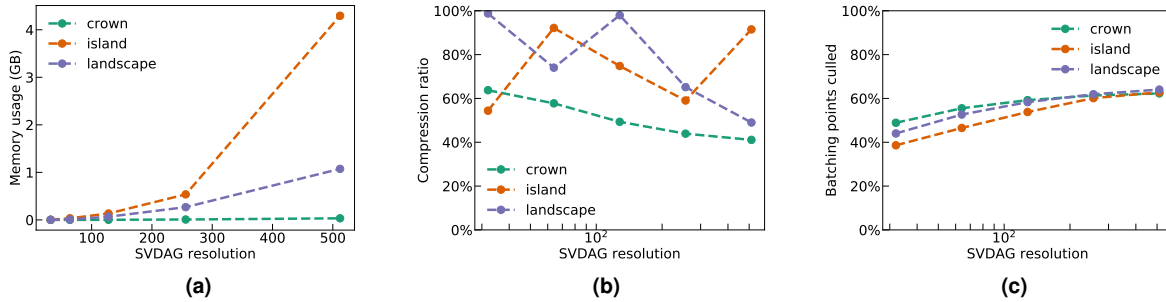 Memory usage (GB)
4
2
1
0
crown
island
landscape
100
200
300
400
500
SVDAG resolution
(a)
Compression ratio
100%
80%
60%
40%
20%
0%
crown
island
landscape
10²
SVDAG resolution
(b)
Batching points culled
100%
80%
60%
40%
20%
0%
crown
island
landscape
10²
SVDAG resolution
(c)